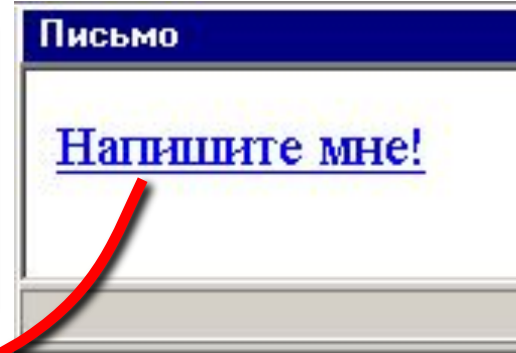 Письмо
Напишите мне!